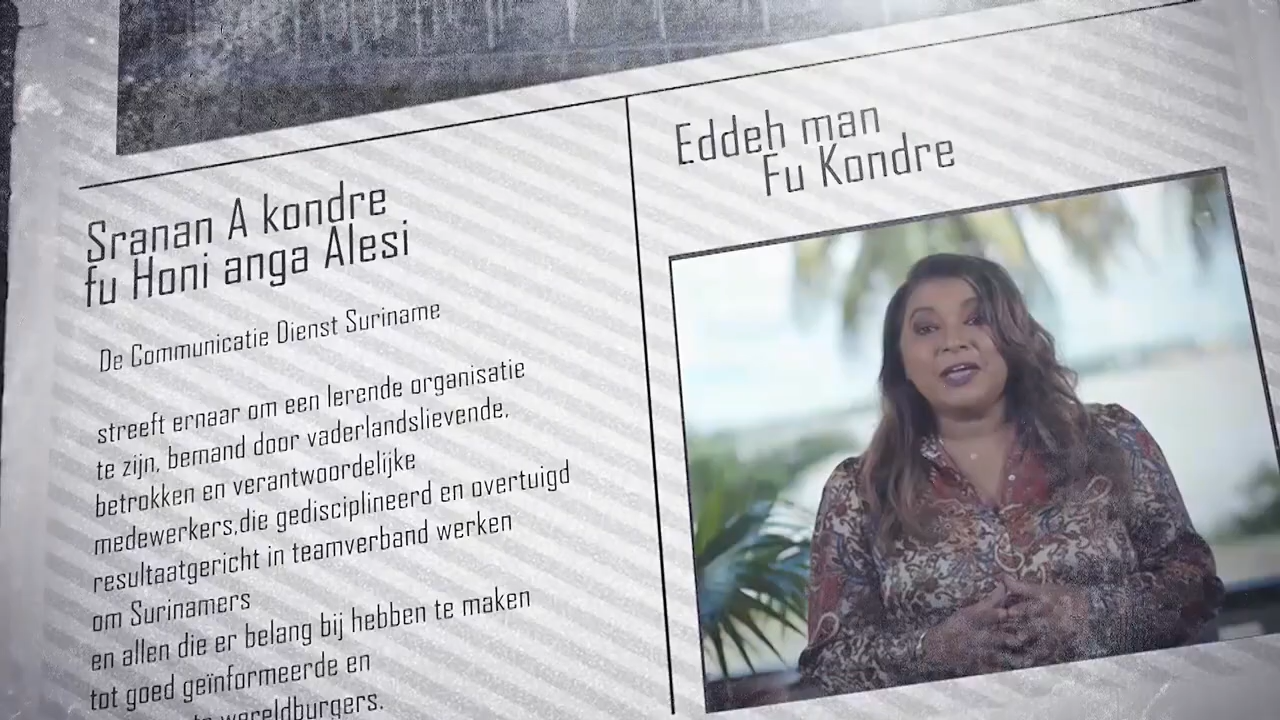 Sranan A kondre
fu Honi anga Alesi
De Communicatie Dienst Suriname
streeft ernaar om een lerende organisatie
te zijn, bemand door vaderlandslievende,
betrokken en verantwoordelijke
medewerkers,die gedisciplineerd en overtuigd
resultaatgericht in teamverband werken
om Surinamers
en allen die er belang bij hebben te maken
tot goed geïnformeerde en
wereldburgers.
Eddeh man
Fu Kondre